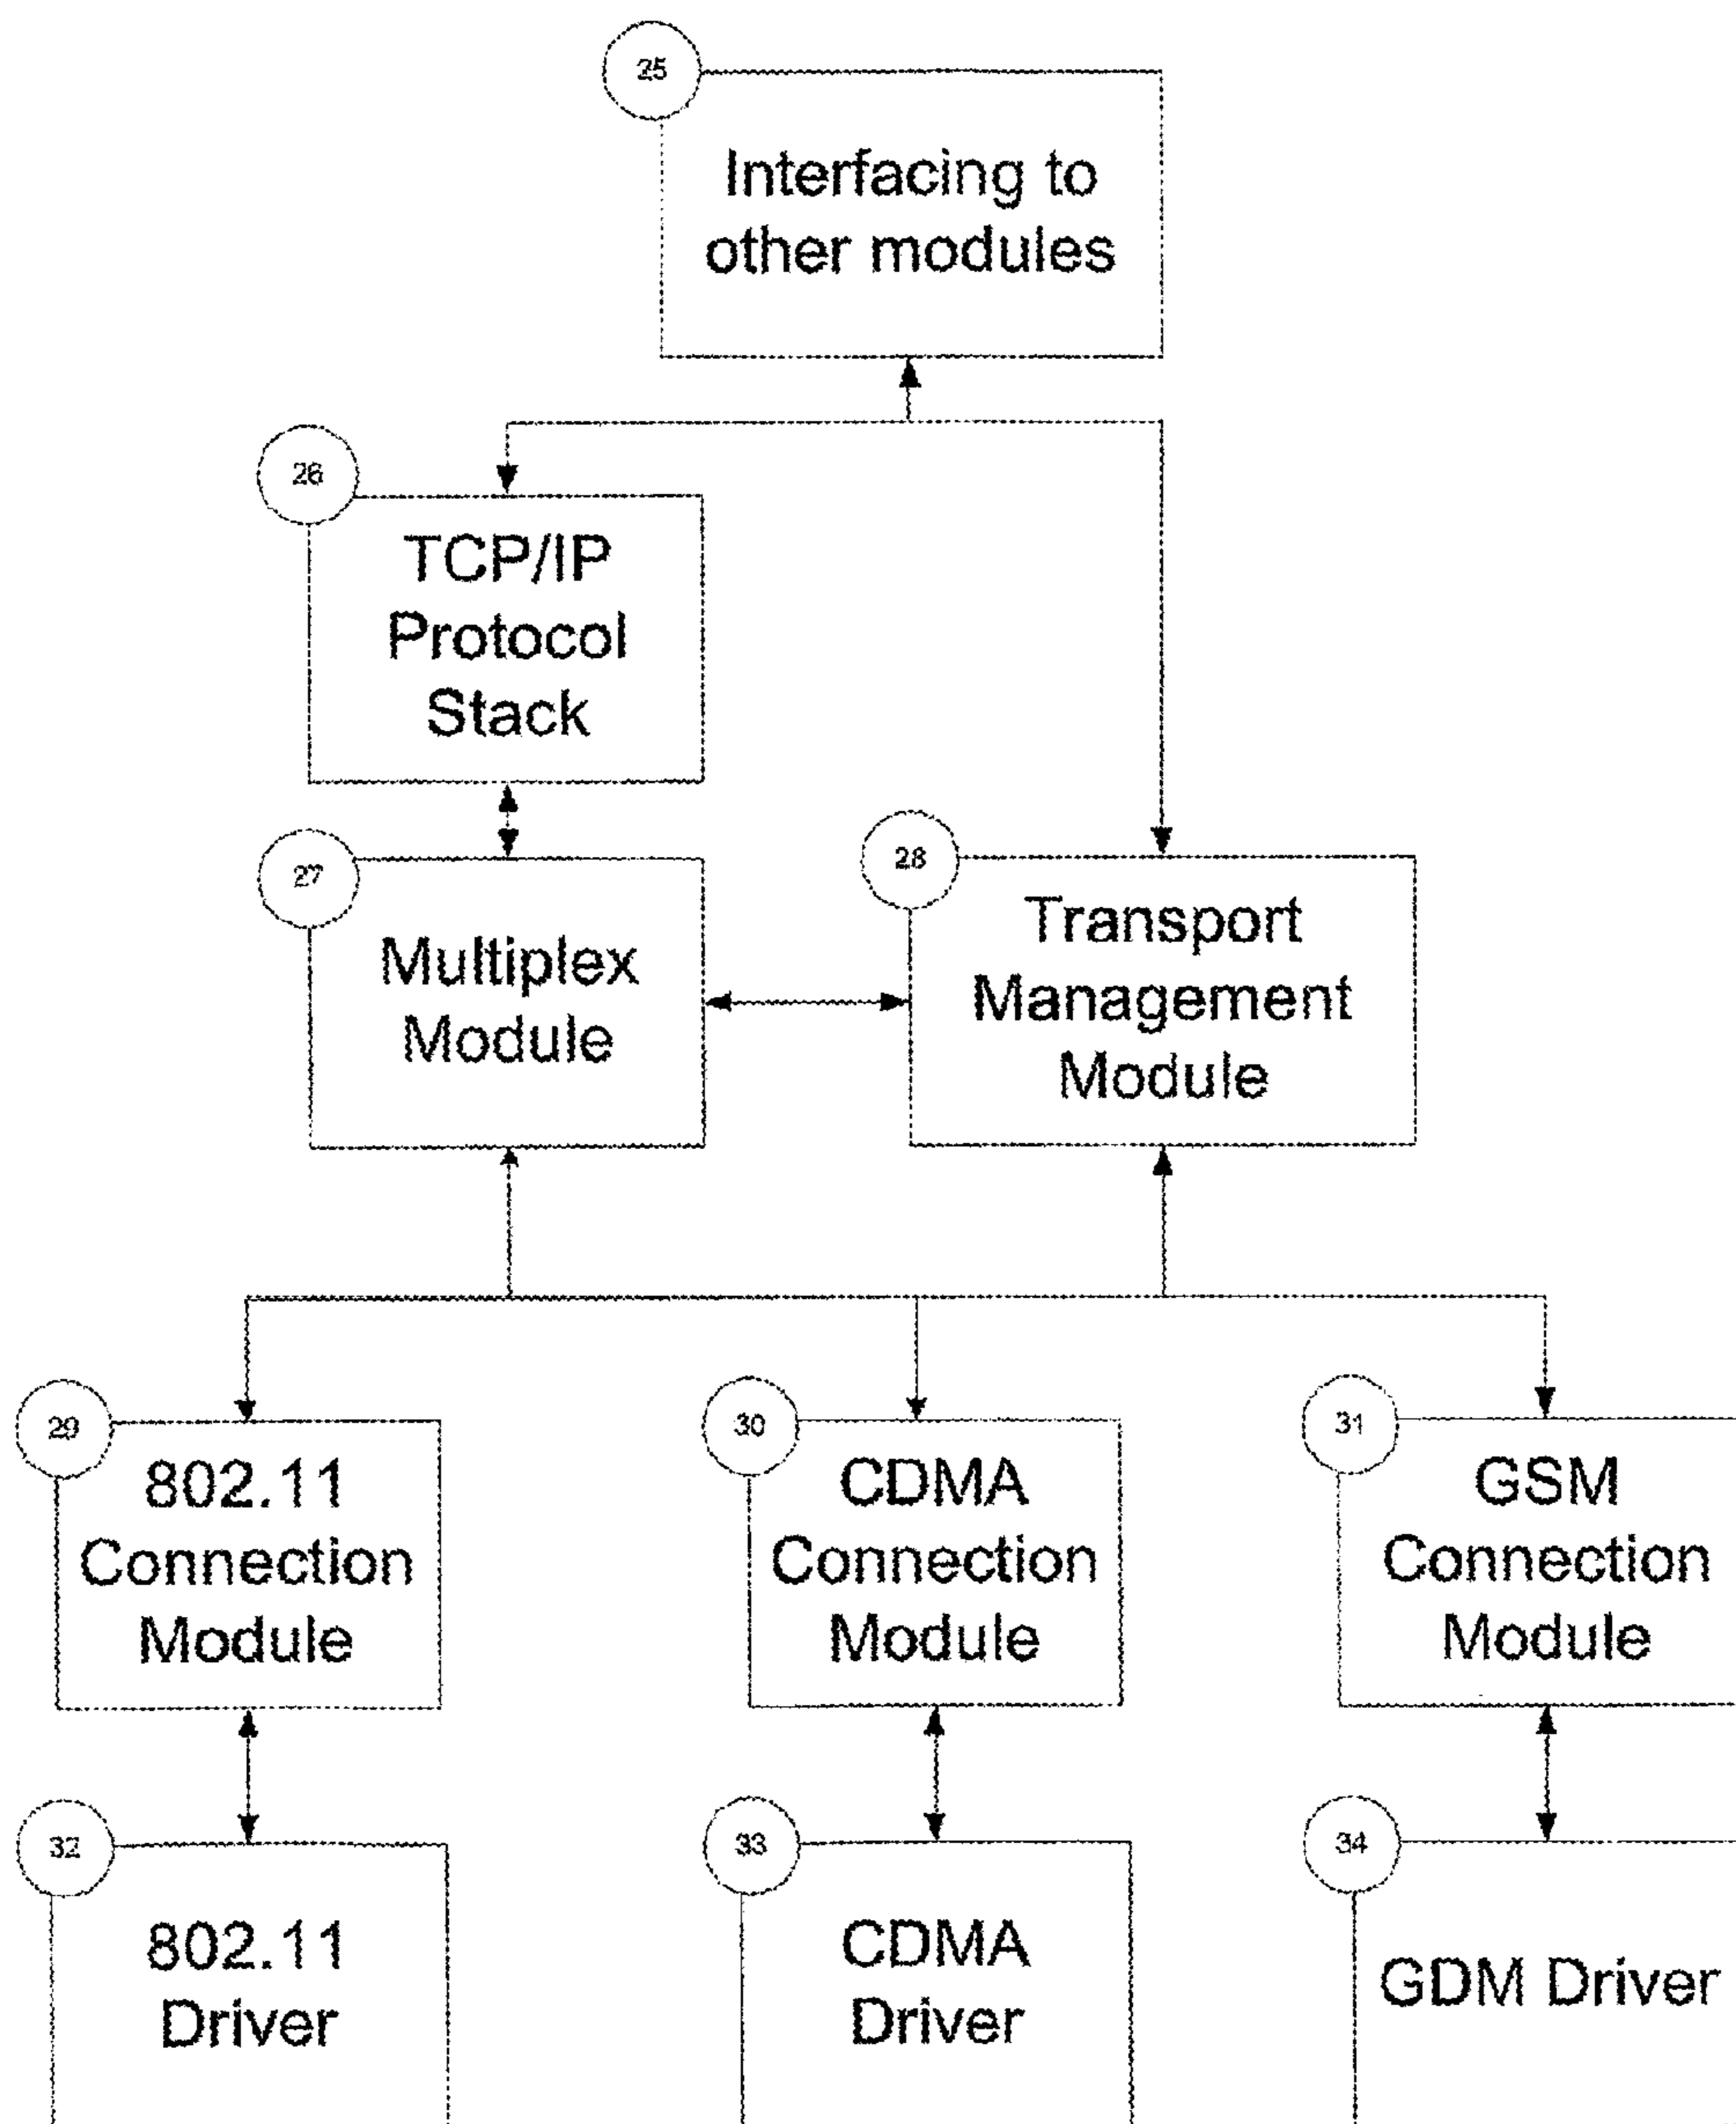 25
Interfacing to
other modules
26
TCP/IP
Protocol
Stack
27
Multiplex
Module
28
Transport
Management
Module
29
802.11
Connection
Module
30
CDMA
Connection
Module
31
GSM
Connection
Module
32
802.11
Driver
33
CDMA
Driver
34
GDM Driver